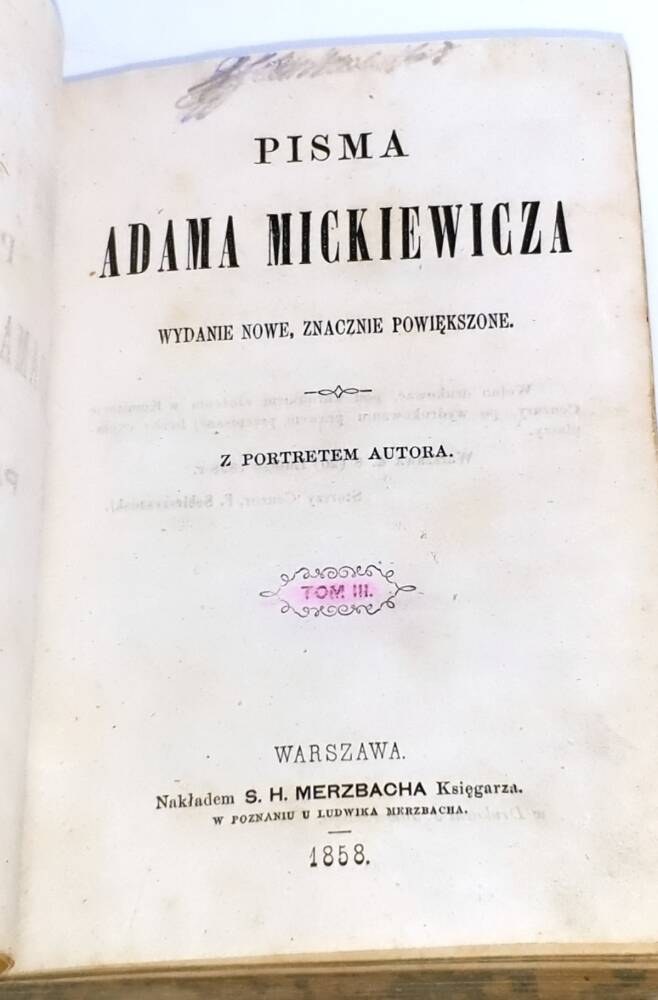 PISMA
ADAMA MICKIEWICZA
WYDANIE NOWE, ZNACZNIE POWIĘKSZONE.
Z PORTRETEM AUTORA.
TOM III.
WARSZAWA.
Nakładem S. H. MERZBACHA Księgarza.
W POZNANIU U LUDWIKA MERZBACHA.
1858.